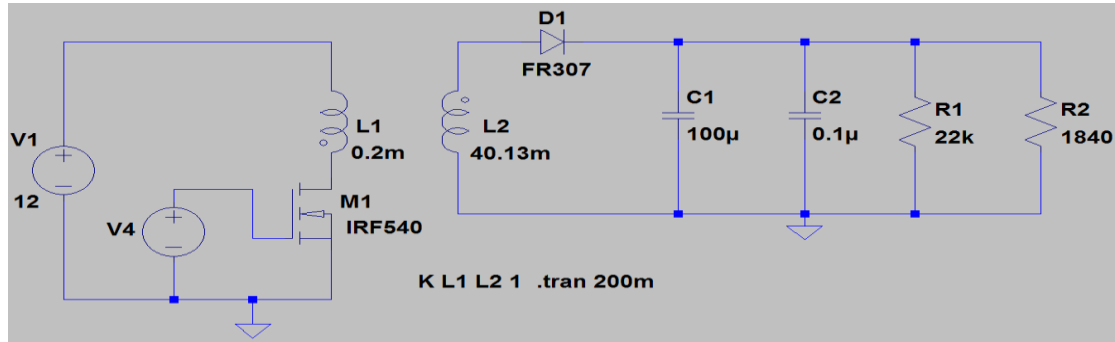 D1
FR307
V1
12
L1
0.2m
L2
40.13m
C1
100µ
C2
0.1µ
R1
22k
R2
1840
V4
M1
IRF540
K L1 L2 1 .tran 200m